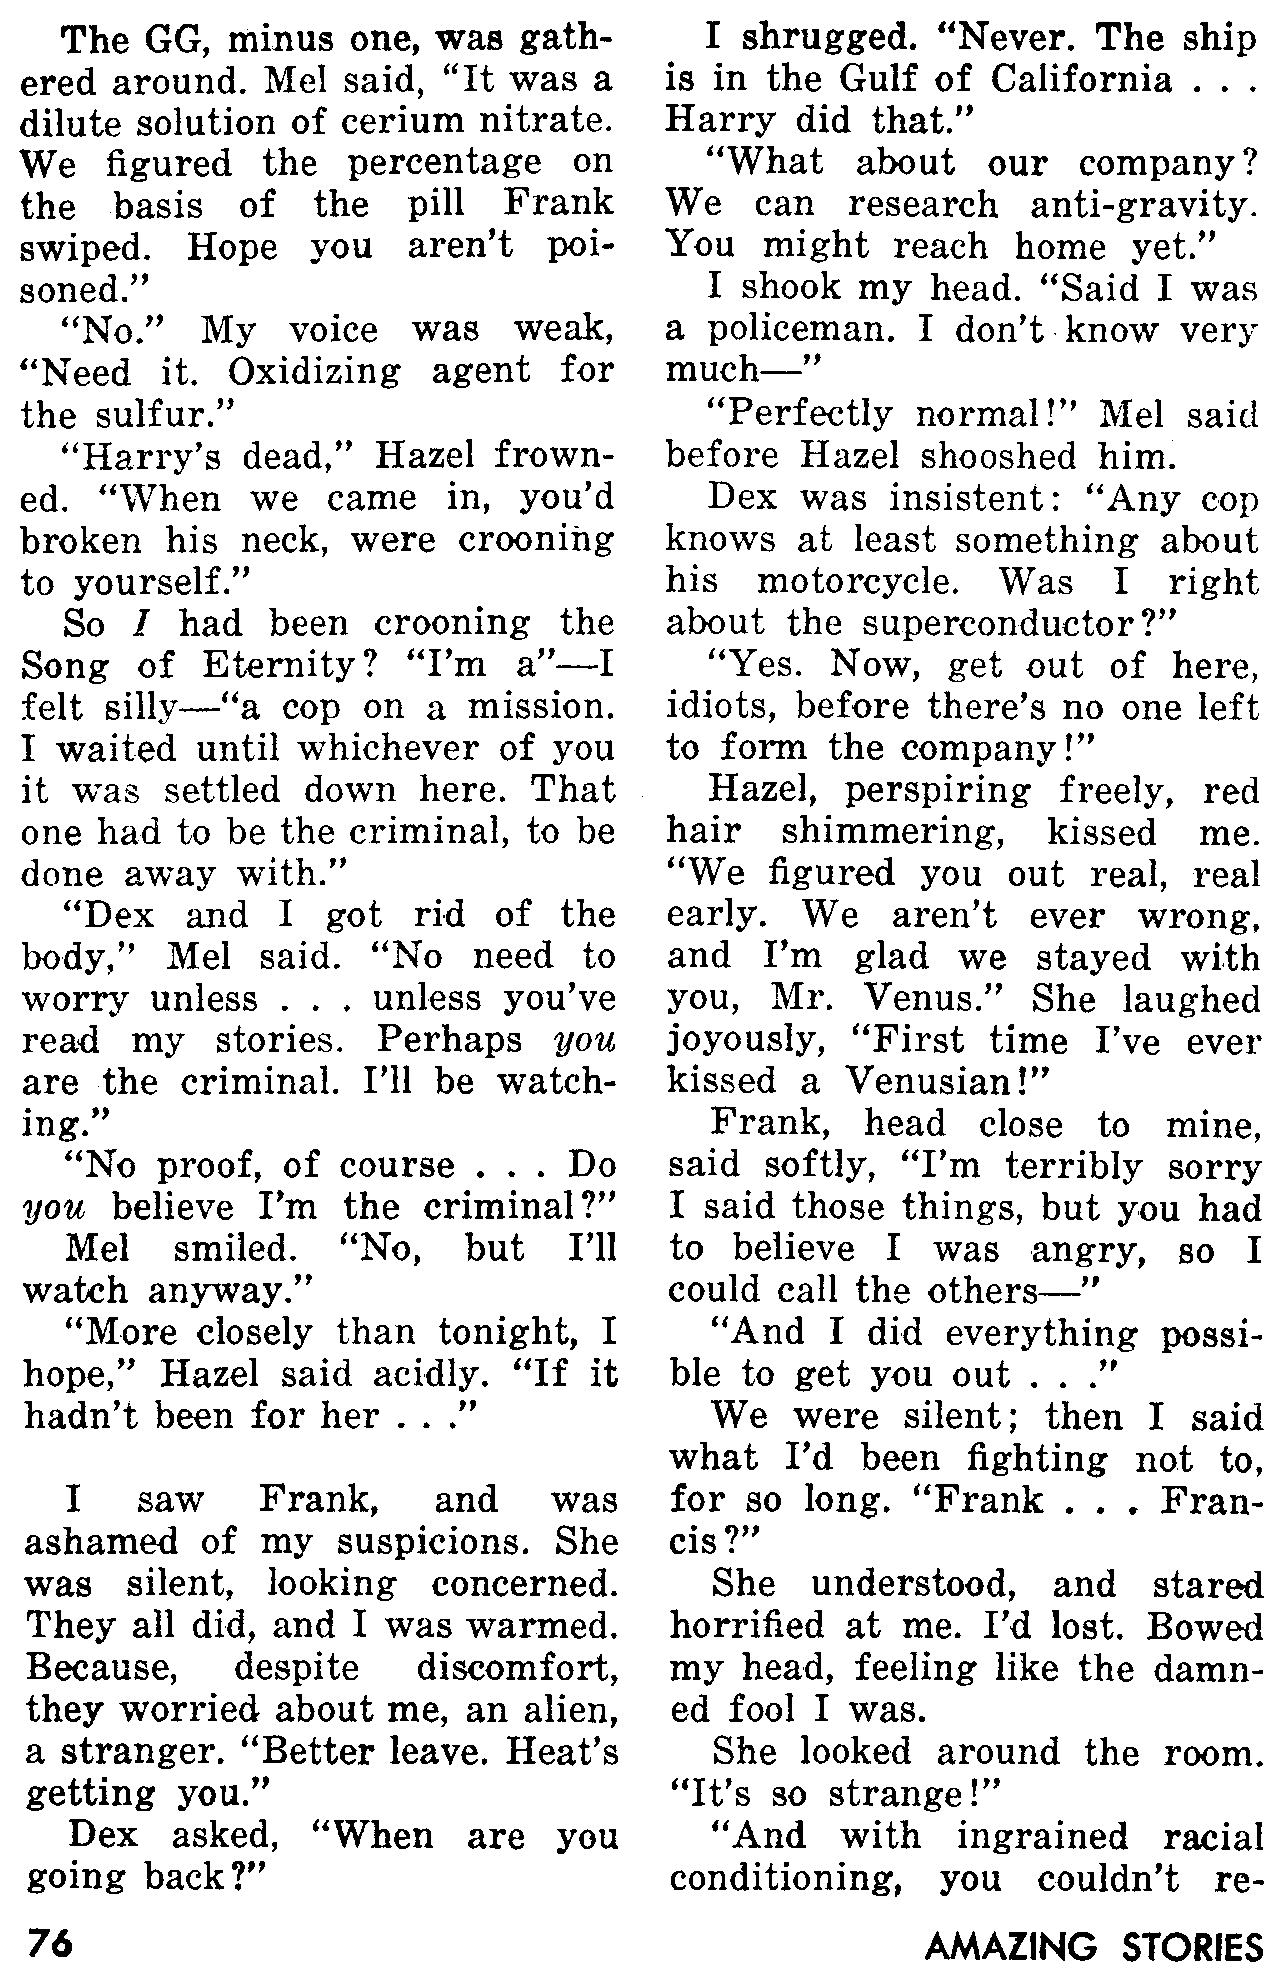 The GG, minus one, was gath-
ered around. Mel said, “It was a
dilute solution of cerium nitrate.
We figured the percentage on
the basis of the pill Frank
swiped. Hope you aren’t poi-
soned.”
“No.” My voice was weak,
“Need it. Oxidizing agent for
the sulfur.”
“Harry’s dead,” Hazel frown-
ed. “When we came in, you’d
broken his neck, were crooning
to yourself.”
So I had been crooning the
Song of Eternity? “I’m a”—I
felt silly—“a cop on a mission.
I waited until whichever of you
it was settled down here. That
one had to be the criminal, to be
done away with.”
“Dex and I got rid of the
body,” Mel said. “No need to
worry unless . . . unless you’ve
read my stories. Perhaps you
are the criminal. I’ll be watch-
ing.”
“No proof, of course . . . Do
you believe I’m the criminal?”
Mel smiled. “No, but I’ll
watch anyway.”
“More closely than tonight, I
hope,” Hazel said acidly. “If it
hadn’t been for her . . .”
I saw Frank, and was
ashamed of my suspicions. She
was silent, looking concerned.
They all did, and I was warmed.
Because, despite discomfort,
they worried about me, an alien,
a stranger. “Better leave. Heat’s
getting you.”
Dex asked, “When are you
going back?”
I shrugged. “Never. The ship
is in the Gulf of California . . .
Harry did that.”
“What about our company?
We can research anti-gravity.
You might reach home yet.”
I shook my head. “Said I was
a policeman. I don’t know very
much—”
“Perfectly normal!” Mel said
before Hazel shooshed him.
Dex was insistent: “Any cop
knows at least something about
his motorcycle. Was I right
about the superconductor?”
“Yes. Now, get out of here,
idiots, before there’s no one left
to form the company!”
Hazel, perspiring freely, red
hair shimmering, kissed me.
“We figured you out real, real
early. We aren’t ever wrong,
and I’m glad we stayed with
you, Mr. Venus.” She laughed
joyously, “First time I’ve ever
kissed a Venusian!”
Frank, head close to mine,
said softly, “I’m terribly sorry
I said those things, but you had
to believe I was angry, so I
could call the others—”
“And I did everything possi-
ble to get you out . . .”
We were silent; then I said
what I’d been fighting not to,
for so long. “Frank . . . Fran-
cis?”
She understood, and stared
horrified at me. I’d lost. Bowed
my head, feeling like the damn-
ed fool I was.
She looked around the room.
“It’s so strange!”
“And with ingrained racial
conditioning, you couldn’t re-
76
AMAZING STORIES